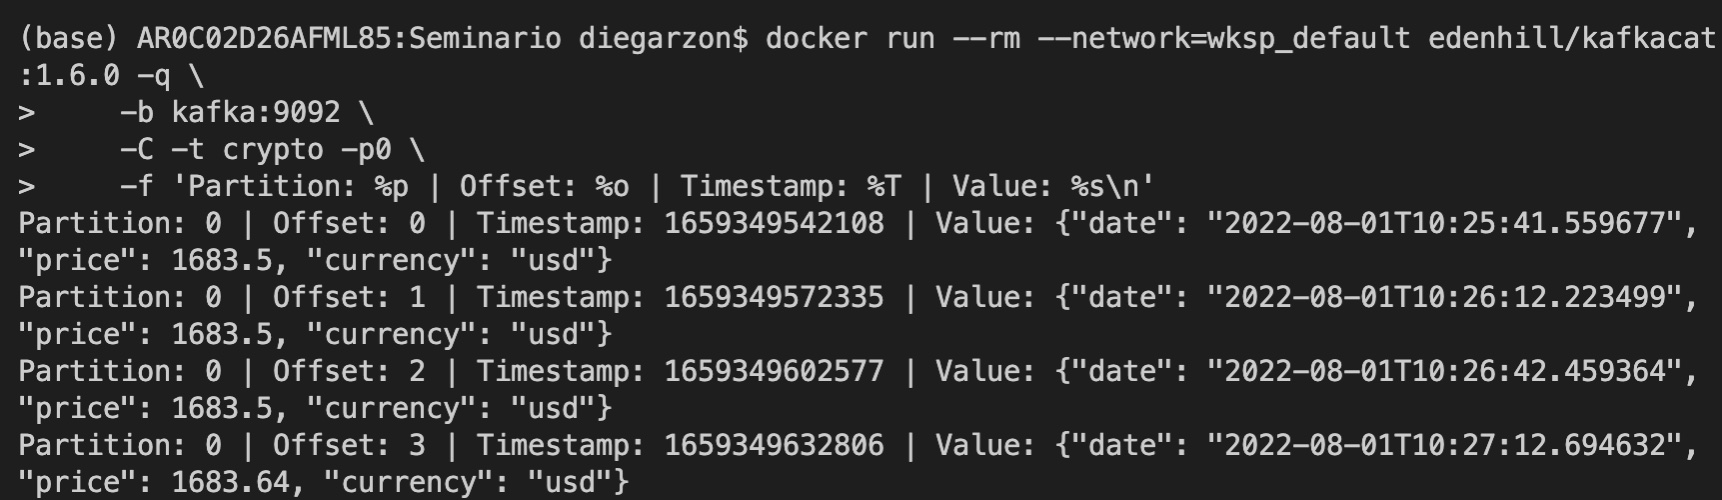 (base) AR0C02D26AFML85:Seminario diegarzon$ docker run --rm --network=wksp_default edenhill/kafkacat
:1.6.0 -q \
>     -b kafka:9092 \
>     -C -t crypto -p0 \
>     -f 'Partition: %p | Offset: %o | Timestamp: %T | Value: %s\n'
Partition: 0 | Offset: 0 | Timestamp: 1659349542108 | Value: {"date": "2022-08-01T10:25:41.559677",
"price": 1683.5, "currency": "usd"}
Partition: 0 | Offset: 1 | Timestamp: 1659349572335 | Value: {"date": "2022-08-01T10:26:12.223499",
"price": 1683.5, "currency": "usd"}
Partition: 0 | Offset: 2 | Timestamp: 1659349602577 | Value: {"date": "2022-08-01T10:26:42.459364",
"price": 1683.5, "currency": "usd"}
Partition: 0 | Offset: 3 | Timestamp: 1659349632806 | Value: {"date": "2022-08-01T10:27:12.694632",
"price": 1683.64, "currency": "usd"}